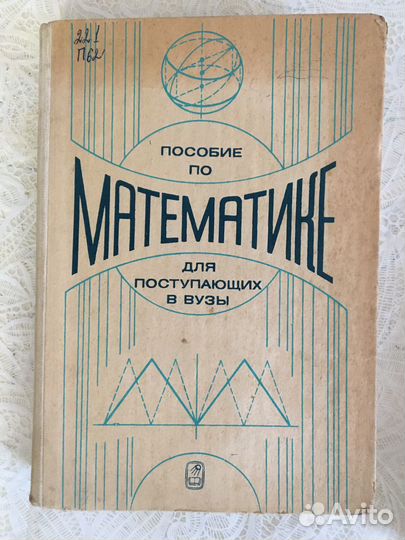 22.1
П62
ПОСОБИЕ
ПО
МАТЕМАТИКЕ
ДЛЯ
ПОСТУПАЮЩИХ
В ВУЗЫ
Avito